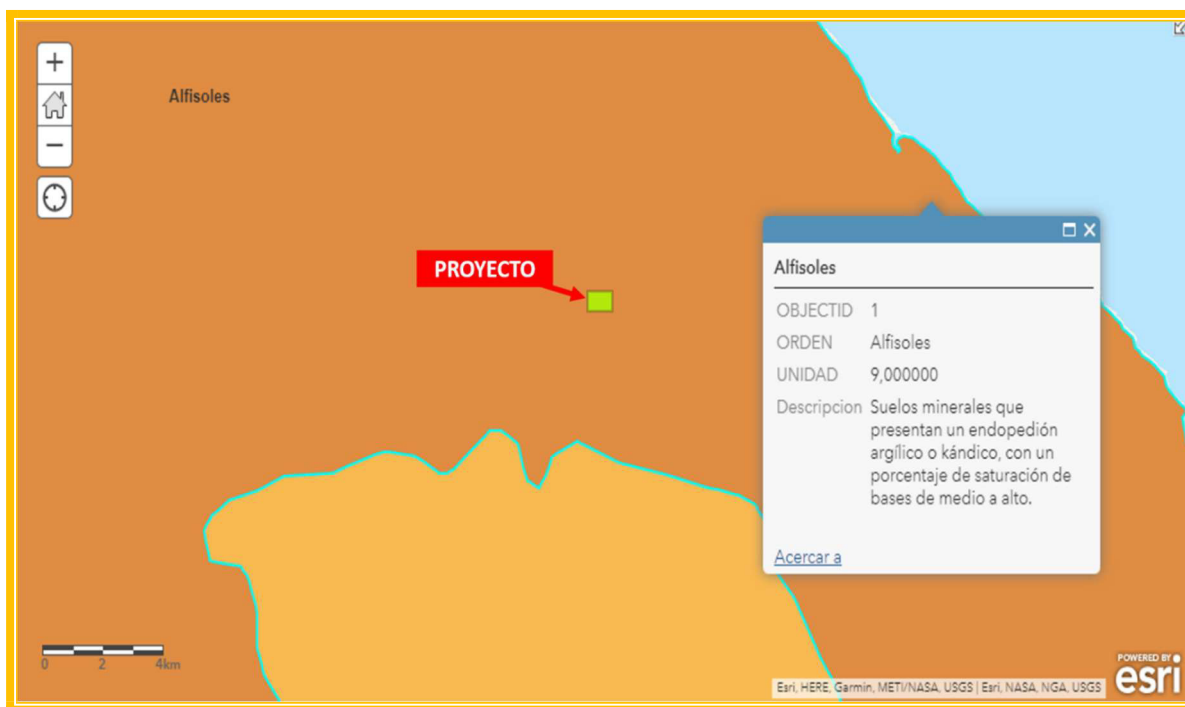 +
Alfisoles
−
PROYECTO
Alfisoles
OBJECTID 1
ORDEN Alfisoles
UNIDAD 9,000000
Descripcion Suelos minerales que
presentan un endopedión
argílico o kándico, con un
porcentaje de saturación de
bases de medio a alto.
Acercar a
0 2 4km
POWERED BY
esri
Esri, HERE, Garmin, METI/NASA, USGS | Esri, NASA, NGA, USGS